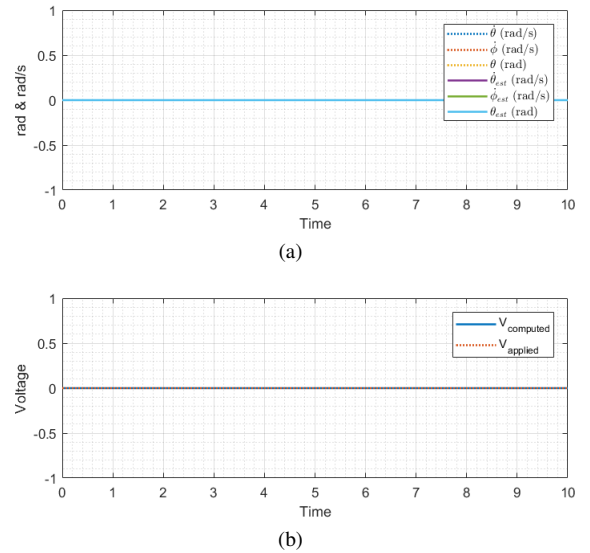 1
0.5
0
-0.5
-1
rad & rad/s
θ̇ (rad/s)
φ̇ (rad/s)
θ (rad)
θ̇_est (rad/s)
φ̇_est (rad/s)
θ_est (rad)
0 1 2 3 4 5 6 7 8 9 10
Time
(a)
1
0.5
0
-0.5
-1
Voltage
V_computed
V_applied
0 1 2 3 4 5 6 7 8 9 10
Time
(b)